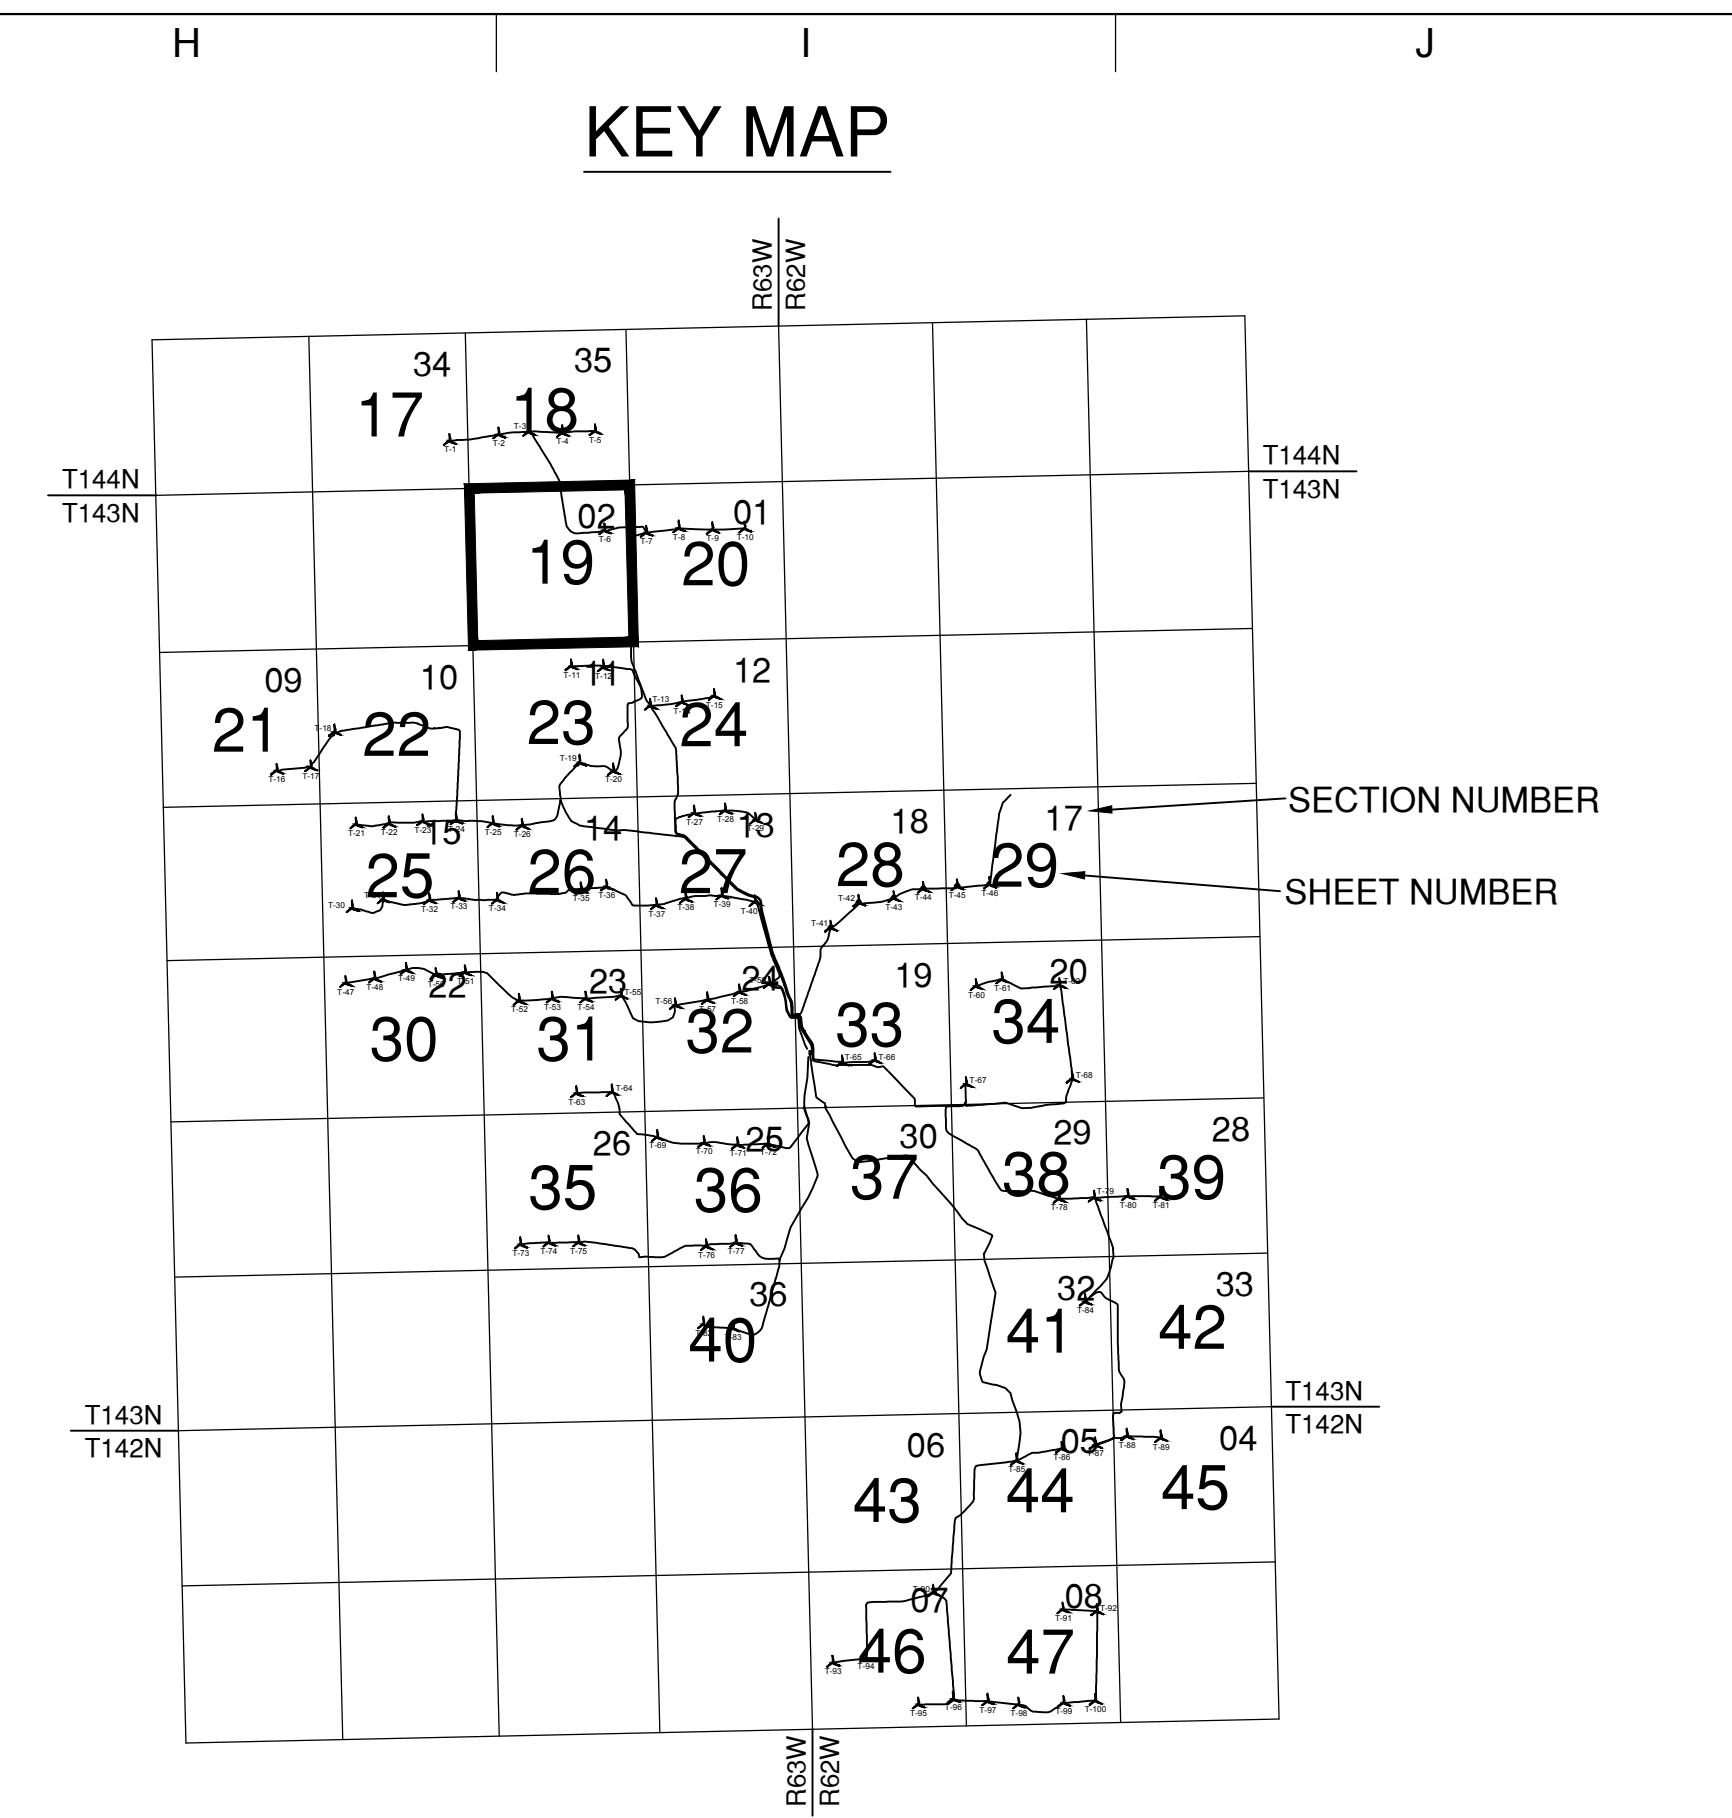 H I J
KEY MAP
R63W
R62W
34 35
17 18
T-1 T-2 T-3 T-4 T-5
T144N T144N
T143N T143N
02 01
T-6 T-7 T-8 T-9 T-10
19 20
09 10 11 12
T-11 T-12 T-13 T-15
21 22 23 24
T-16 T-17 T-18 T-19 T-20
SECTION NUMBER
15 14 13 18 17
T-21 T-22 T-23 T-24 T-25 T-26 T-27 T-28 T-29
25 26 27 28 29
SHEET NUMBER
T-30 T-32 T-33 T-34 T-35 T-36 T-37 T-38 T-39 T-40 T-41 T-42 T-43 T-44 T-45 T-46
22 23 24 19 20
T-47 T-48 T-49 T-51 T-52 T-53 T-54 T-55 T-56 T-57 T-58 T-60 T-61
30 31 32 33 34
T-63 T-64 T-65 T-66 T-67 T-68
26 25 30 29 28
T-69 T-70 T-71 T-72
35 36 37 38 39
T-73 T-74 T-75 T-76 T-77 T-78 T-79 T-80 T-81
36 32 33
T-83 T-84
40 41 42
T143N T143N
T142N T142N
06 05 04
T-85 T-86 T-87 T-88 T-89
43 44 45
07 08
T-91 T-92
46 47
T-93 T-94
T-95 T-96 T-97 T-98 T-99 T-100
R63W
R62W